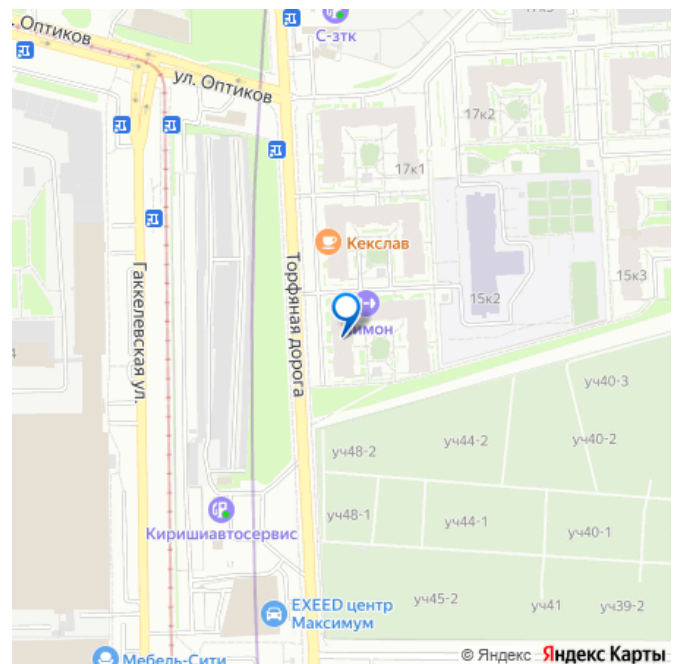 17к3
С-зтк
. Оптиков
ул. Оптиков
17к2
17к1
Кекслав
15к3
15к2
Гаккелевская ул.
Торфяная дорога
имон
4
уч40-3
уч48-2
уч44-2
уч40-2
уч48-1
уч44-1
уч40-1
Киришиавтосервис
уч45-2
уч41
уч39-2
EXEED центр
Максимум
Мебель-Сити
© Яндекс Яндекс Карты